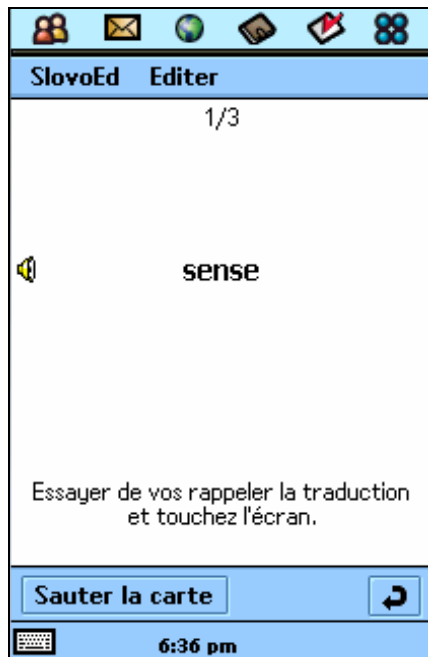 SlovoEd Editer
1/3
sense
Essayer de vos rappeler la traduction
et touchez l'écran.
Sauter la carte
6:36 pm